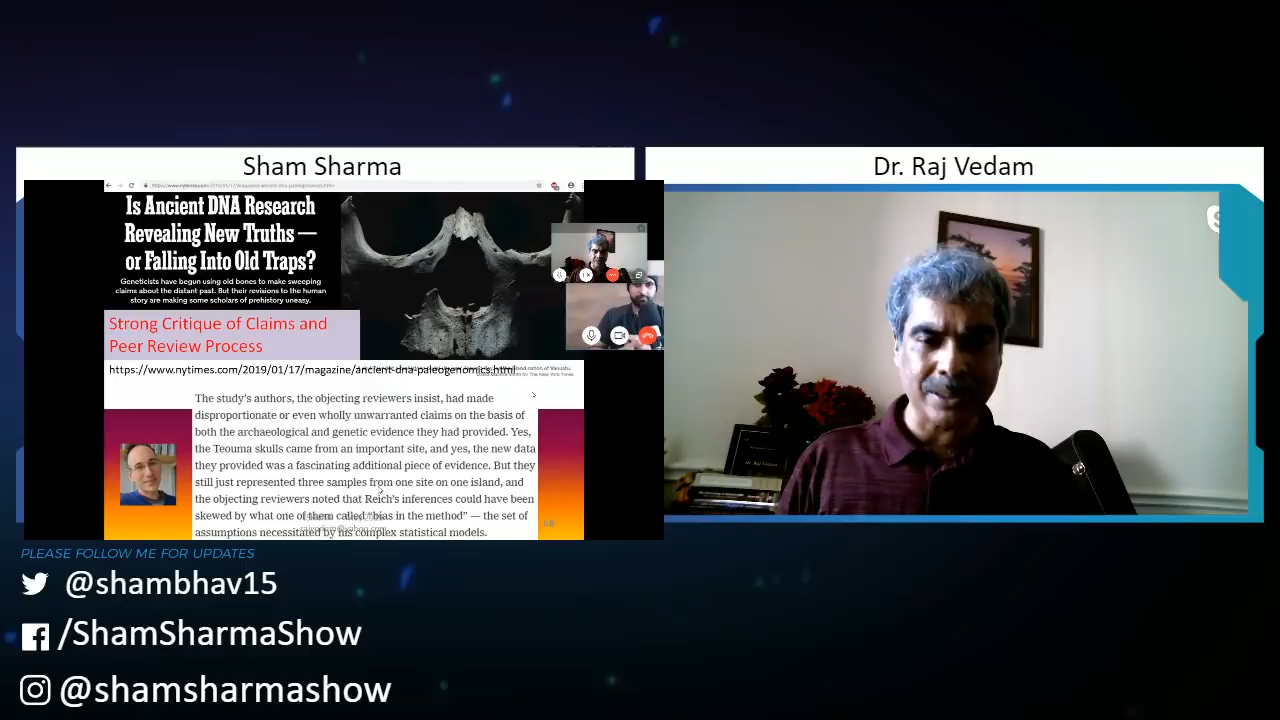 Sham Sharma
Dr. Raj Vedam
Is Ancient DNA Research
Revealing New Truths —
or Falling Into Old Traps?
Geneticists have begun using old bones to make sweeping
claims about the distant past. But their revisions to the human
story are making some scholars of prehistory uneasy.
Strong Critique of Claims and
Peer Review Process
https://www.nytimes.com/2019/01/17/magazine/ancient-dna-paleogenomics.html
The study's authors, the objecting reviewers insist, had made
disproportionate or even wholly unwarranted claims on the basis of
both the archaeological and genetic evidence they had provided. Yes,
the Teouma skulls came from an important site, and yes, the new data
they provided was a fascinating additional piece of evidence. But they
still just represented three samples from one site on one island, and
the objecting reviewers noted that Reich's inferences could have been
skewed by what one of them called "bias in the method" — the set of
assumptions necessitated by his complex statistical models.
PLEASE FOLLOW ME FOR UPDATES
@shambhav15
/ShamSharmaShow
@shamsharmashow